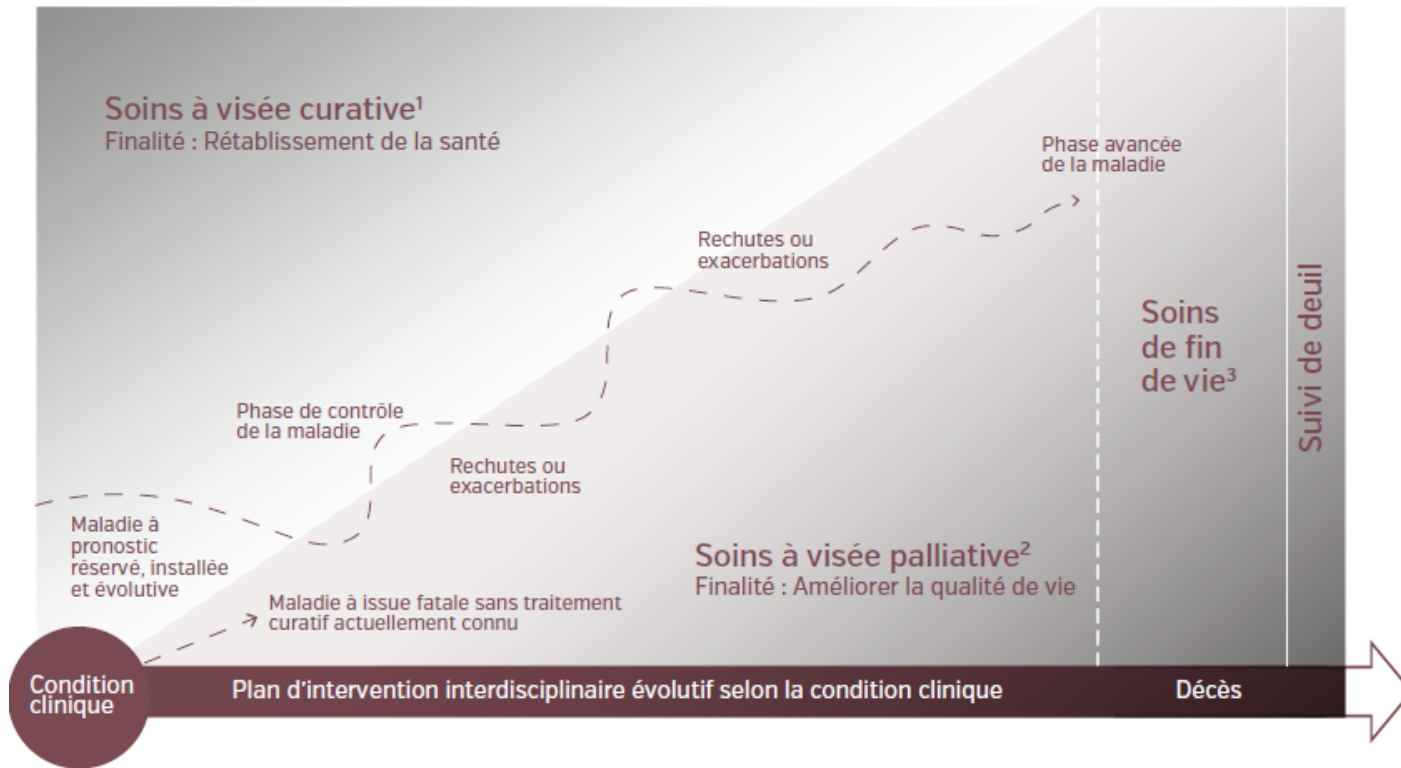 Soins à visée curative¹
Finalité : Rétablissement de la santé
Phase avancée
de la maladie
Rechutes ou
exacerbations
Soins
de fin
de vie³
Suivi de deuil
Phase de contrôle
de la maladie
Rechutes ou
exacerbations
Maladie à
pronostic
réservé, installée
et évolutive
Soins à visée palliative²
Finalité : Améliorer la qualité de vie
Maladie à issue fatale sans traitement
curatif actuellement connu
Condition
clinique
Plan d'intervention interdisciplinaire évolutif selon la condition clinique
Décès